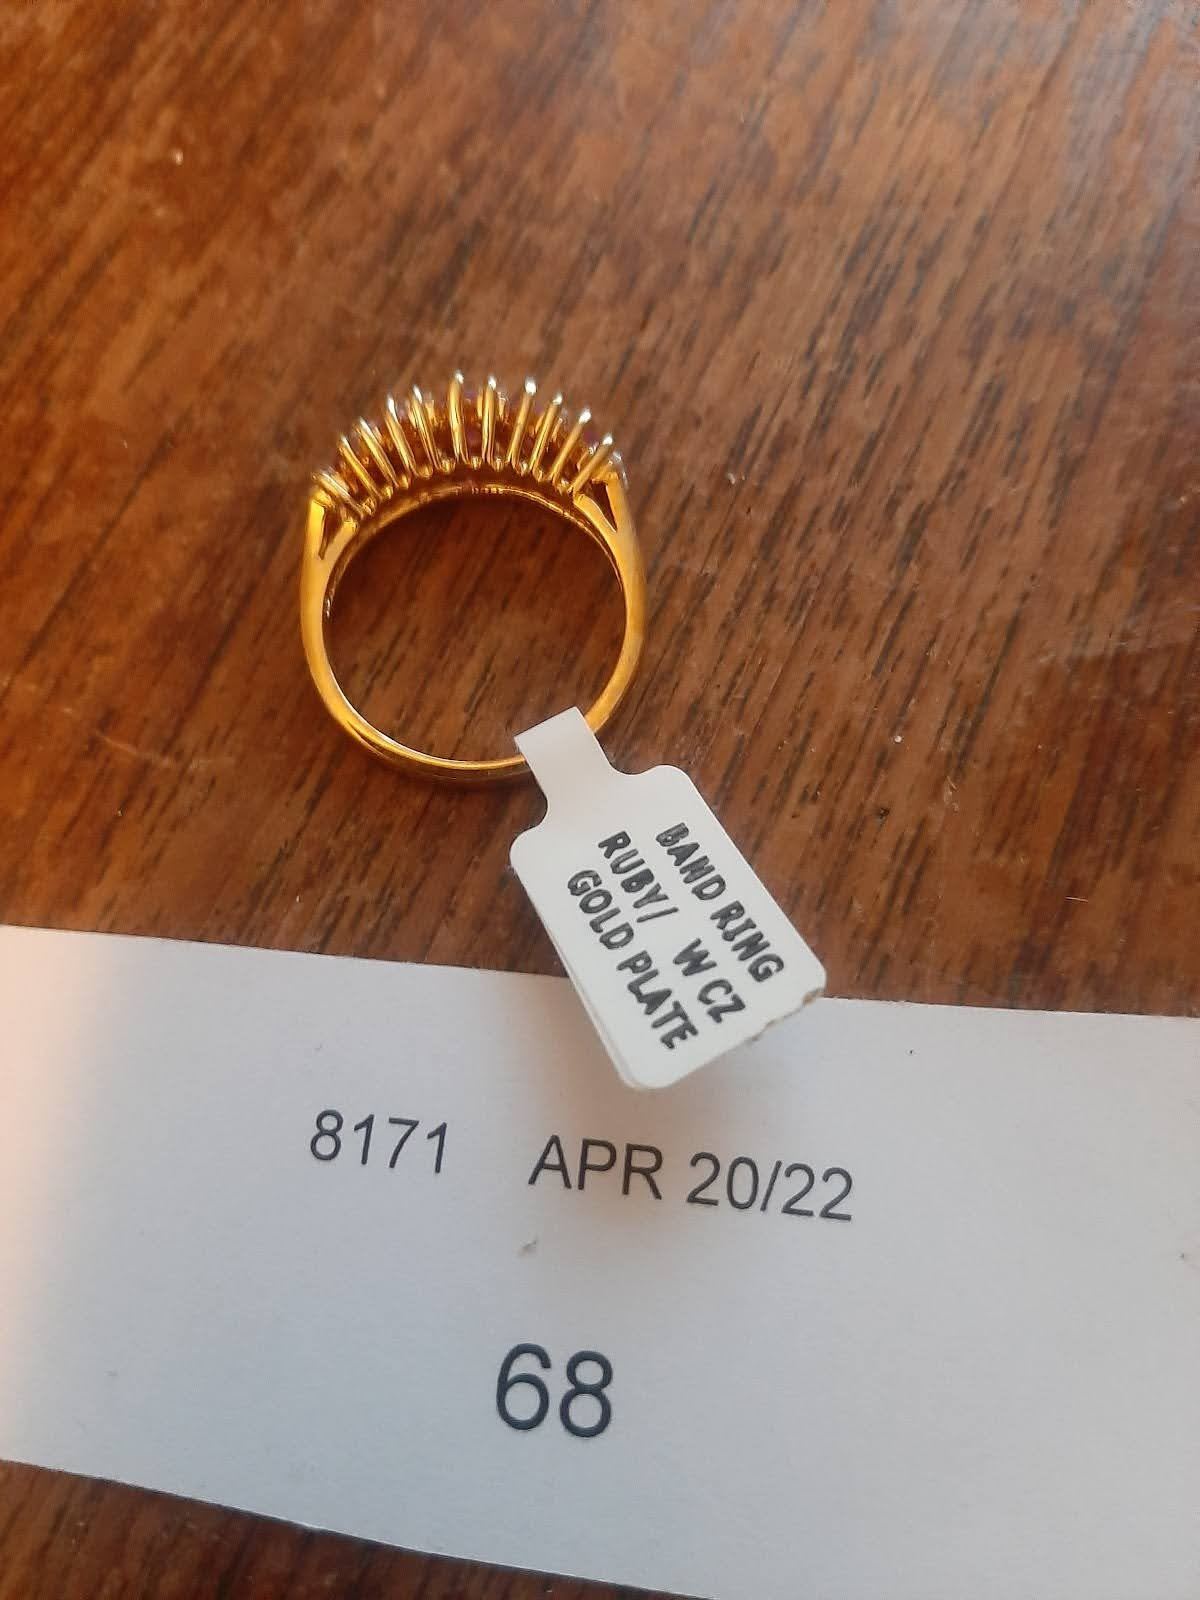 BAND RING
RUBY/ W CZ
GOLD PLATE
8171 APR 20/22
68